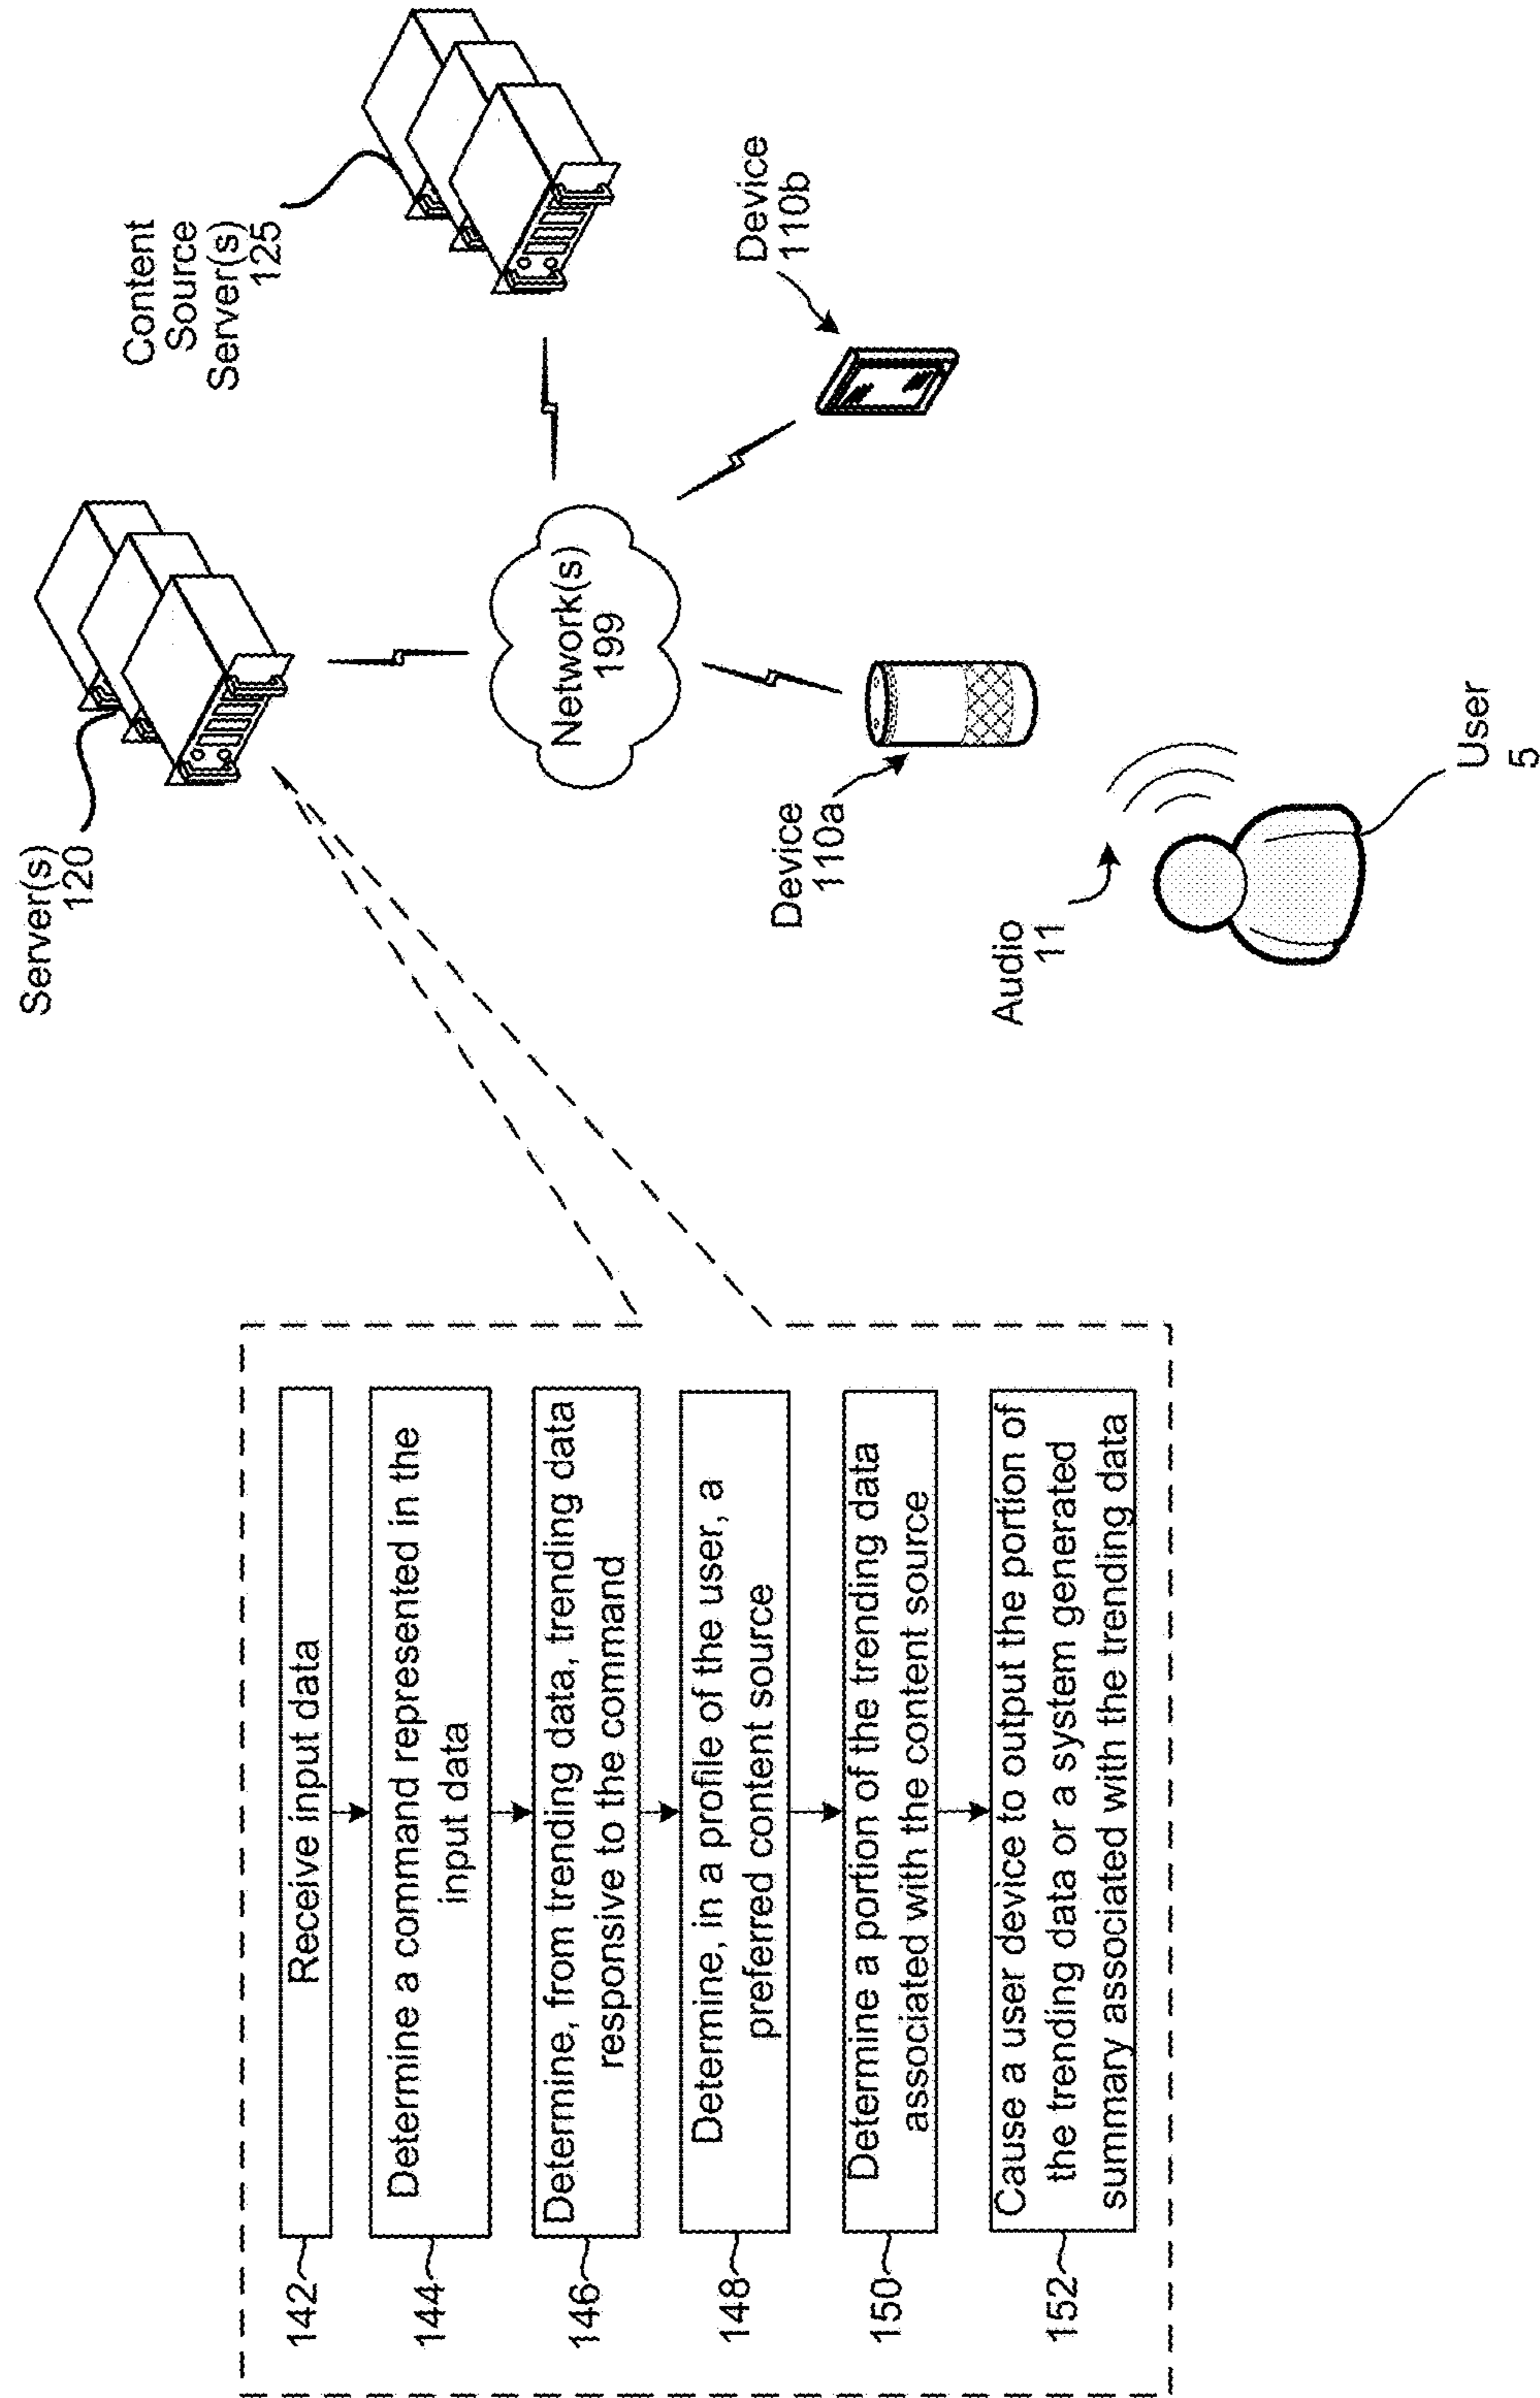 Server(s)
120
Content
Source
Server(s)
125
Network(s)
199
Device
110b
Device
110a
Audio
11
User
5
142
Receive input data
144
Determine a command represented in the
input data
146
Determine, from trending data, trending data
responsive to the command
148
Determine, in a profile of the user, a
preferred content source
150
Determine a portion of the trending data
associated with the content source
152
Cause a user device to output the portion of
the trending data or a system generated
summary associated with the trending data